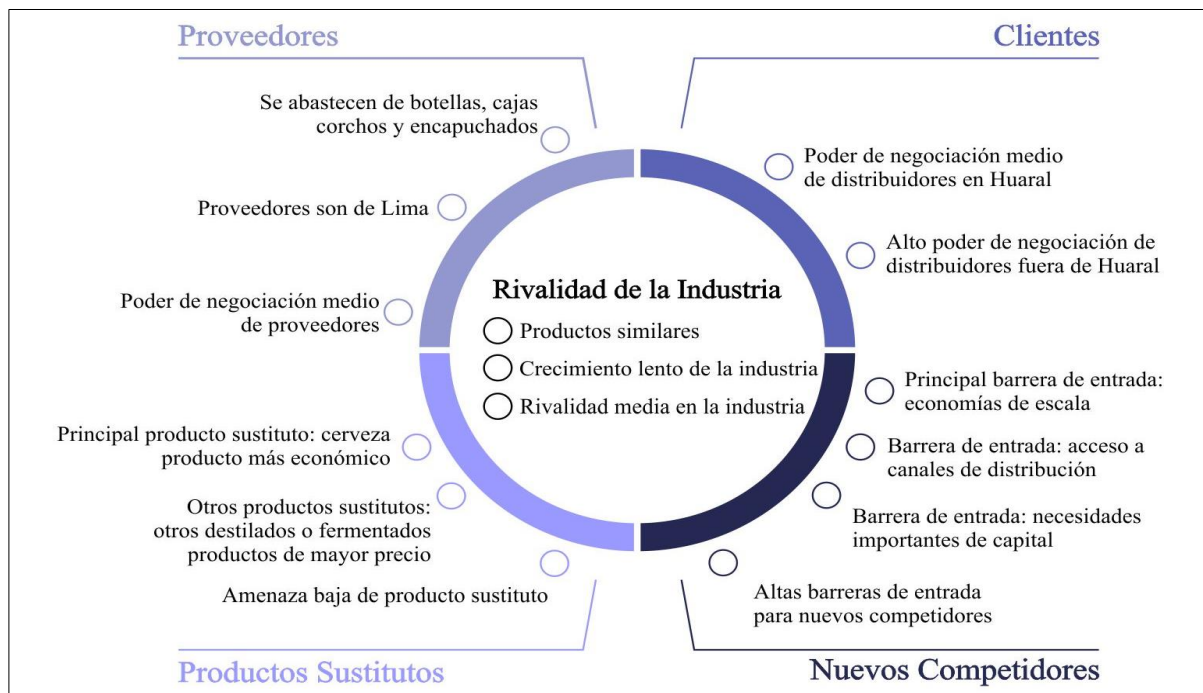 Proveedores
Se abastecen de botellas, cajas
corchos y encapuchados
Proveedores son de Lima
Poder de negociación medio
de proveedores
Clientes
Poder de negociación medio
de distribuidores en Huaral
Alto poder de negociación de
distribuidores fuera de Huaral
Rivalidad de la Industria
Productos similares
Crecimiento lento de la industria
Rivalidad media en la industria
Principal producto sustituto: cerveza
producto más económico
Otros productos sustitutos:
otros destilados o fermentados
productos de mayor precio
Amenaza baja de producto sustituto
Productos Sustitutos
Principal barrera de entrada:
economías de escala
Barrera de entrada: acceso a
canales de distribución
Barrera de entrada: necesidades
importantes de capital
Altas barreras de entrada
para nuevos competidores
Nuevos Competidores